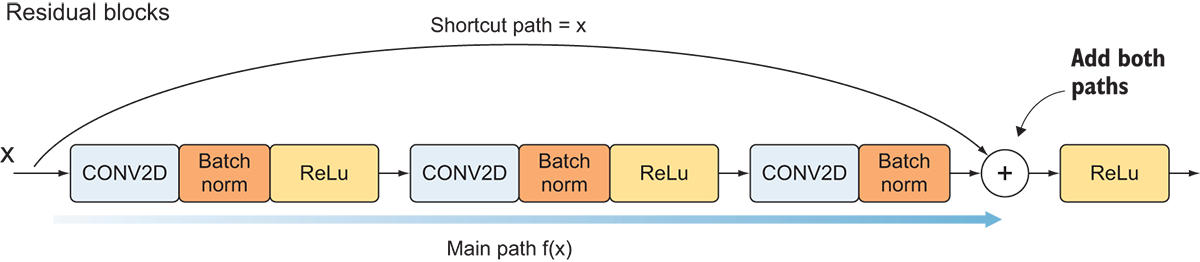 Residual blocks
Shortcut path = x
Add both
paths
x
CONV2D
Batch
norm
ReLu
CONV2D
Batch
norm
ReLu
CONV2D
Batch
norm
+
ReLu
Main path f(x)